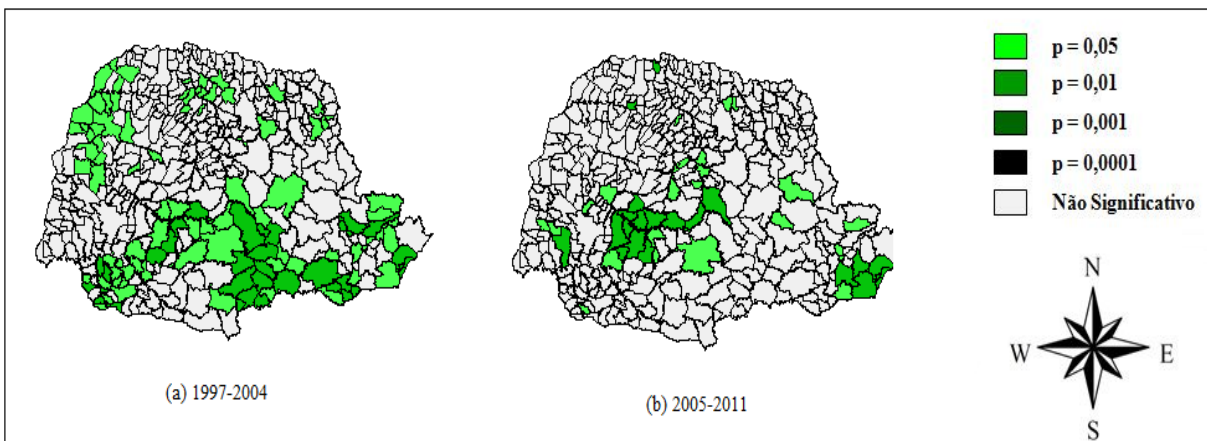 p = 0,05
p = 0,01
p = 0,001
p = 0,0001
Não Significativo
N
W E
S
(a) 1997-2004
(b) 2005-2011